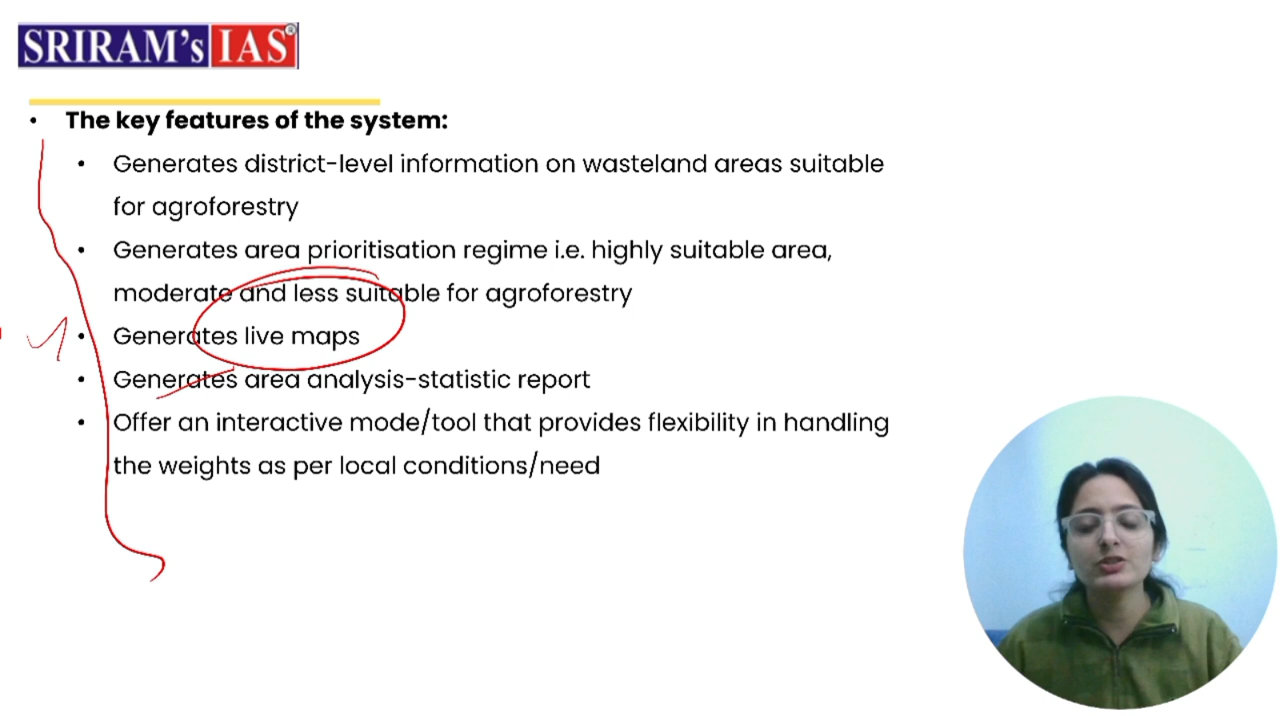 SRIRAM's IAS®
• The key features of the system:
• Generates district-level information on wasteland areas suitable
for agroforestry
• Generates area prioritisation regime i.e. highly suitable area,
moderate and less suitable for agroforestry
• Generates live maps
• Generates area analysis-statistic report
• Offer an interactive mode/tool that provides flexibility in handling
the weights as per local conditions/need